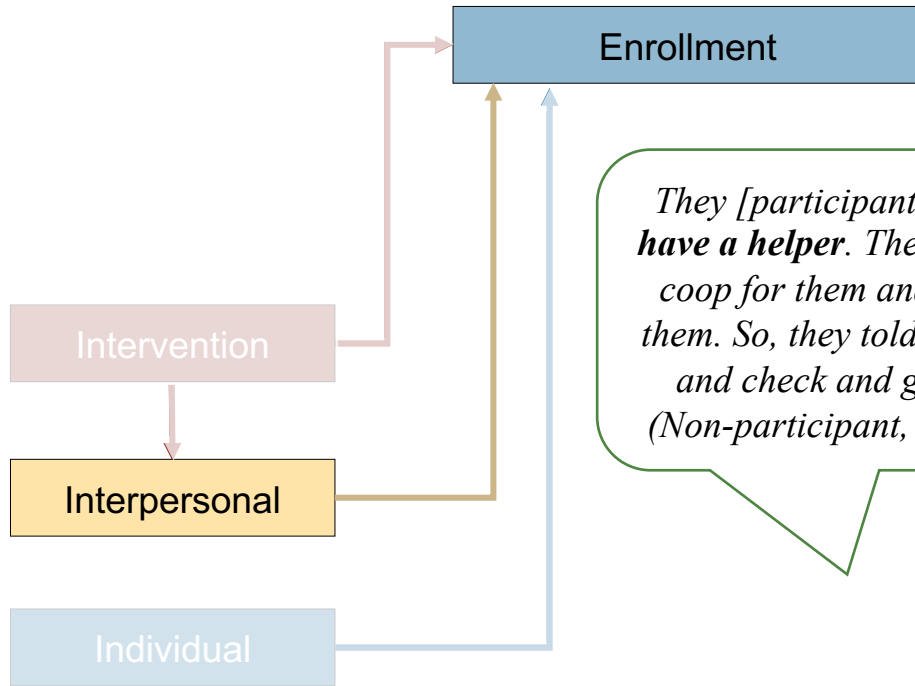 Enrollment
They [participant
have a helper. The
coop for them an
them. So, they told
and check and g
(Non-participant,
Intervention
Interpersonal
Individual